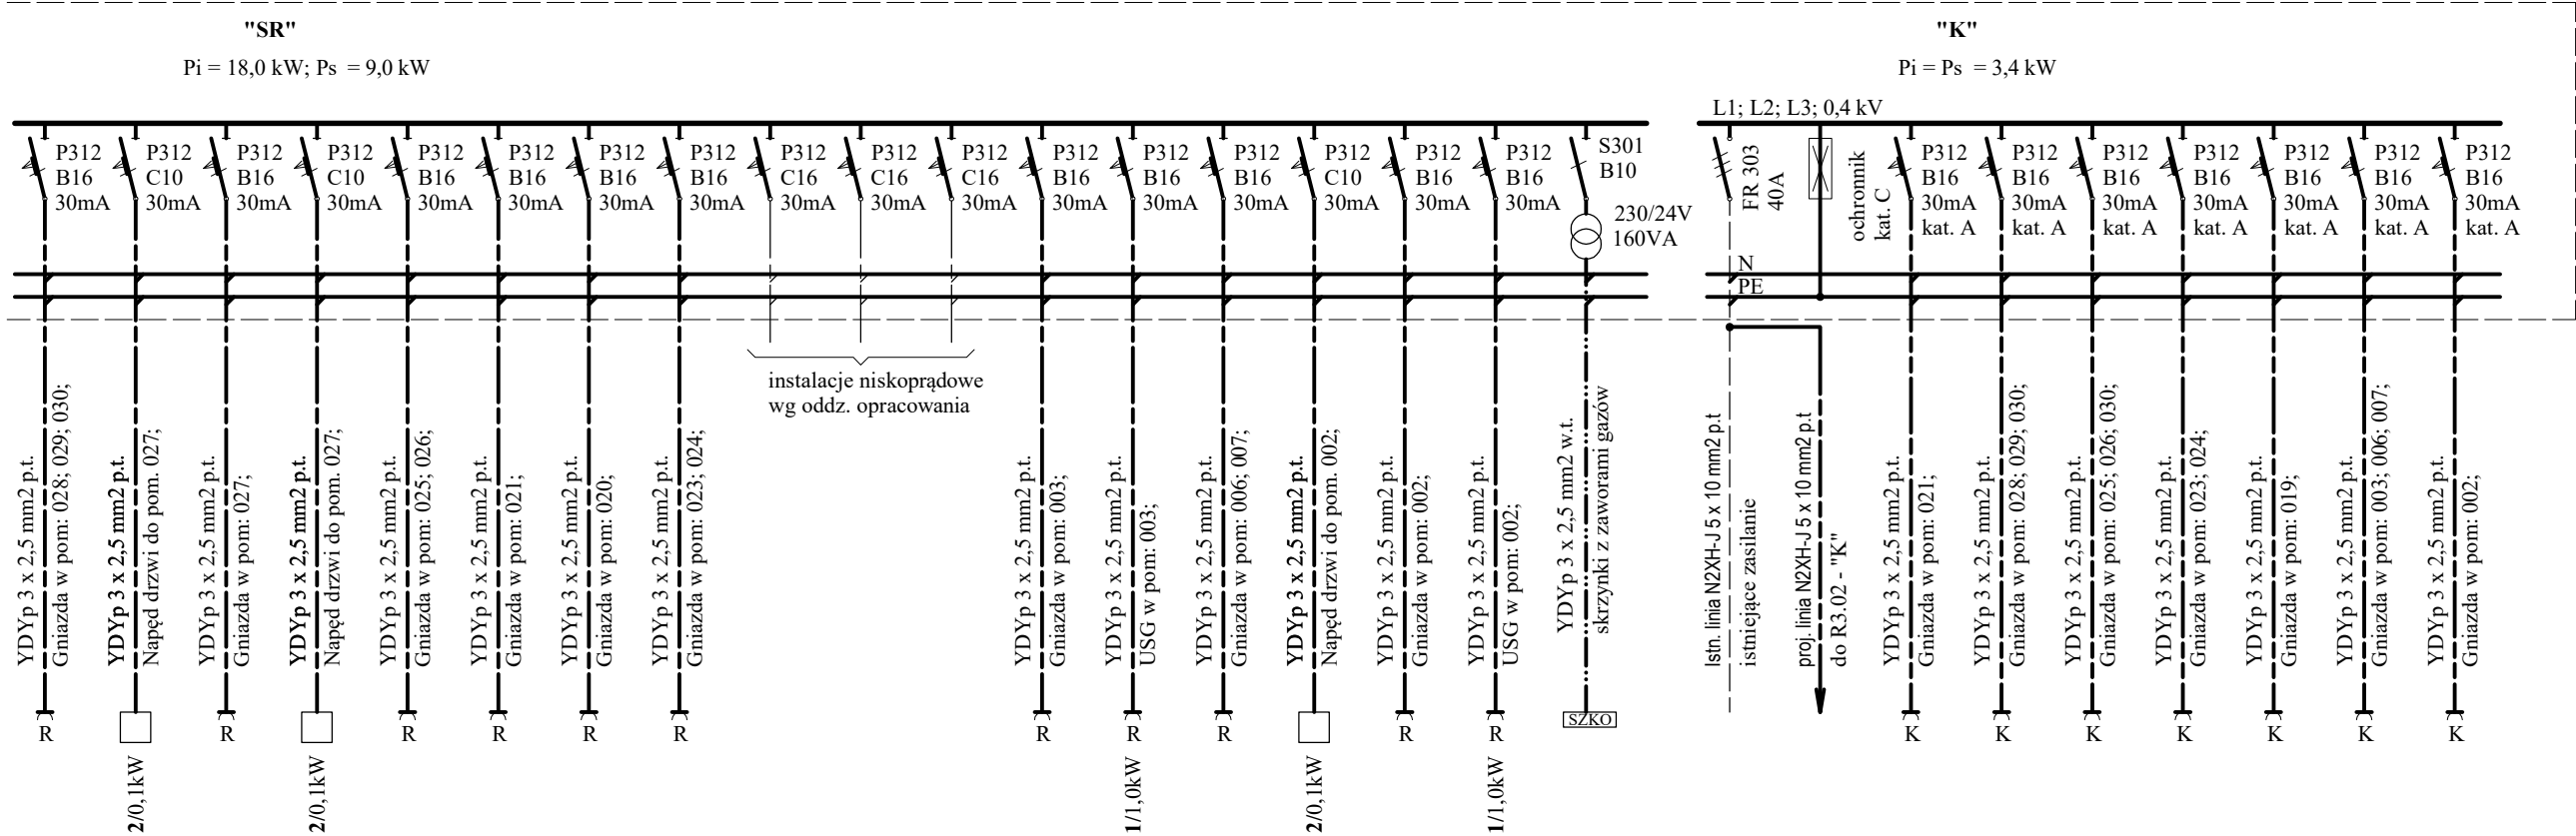 "SR"
Pi = 18,0 kW; Ps  = 9,0 kW
"K"
Pi = Ps  = 3,4 kW
L1; L2; L3; 0,4 kV
P312
B16
30mA
P312
C10
30mA
P312
B16
30mA
P312
C10
30mA
P312
B16
30mA
P312
B16
30mA
P312
B16
30mA
P312
B16
30mA
P312
C16
30mA
P312
C16
30mA
P312
C16
30mA
P312
B16
30mA
P312
B16
30mA
P312
B16
30mA
P312
C10
30mA
P312
B16
30mA
P312
B16
30mA
S301
B10
230/24V
160VA
FR 303
40A
ochronnik
kat. C
P312
B16
30mA
kat. A
P312
B16
30mA
kat. A
P312
B16
30mA
kat. A
P312
B16
30mA
kat. A
P312
B16
30mA
kat. A
P312
B16
30mA
kat. A
P312
B16
30mA
kat. A
N
PE
instalacje niskoprądowe
wg oddz. opracowania
YDYp 3 x 2,5 mm2 p.t.
Gniazda w pom: 028; 029; 030;
R
YDYp 3 x 2,5 mm2 p.t.
Napęd drzwi do pom. 027;
2/0,1kW
YDYp 3 x 2,5 mm2 p.t.
Gniazda w pom: 027;
R
YDYp 3 x 2,5 mm2 p.t.
Napęd drzwi do pom. 027;
2/0,1kW
YDYp 3 x 2,5 mm2 p.t.
Gniazda w pom: 025; 026;
R
YDYp 3 x 2,5 mm2 p.t.
Gniazda w pom: 021;
R
YDYp 3 x 2,5 mm2 p.t.
Gniazda w pom: 020;
R
YDYp 3 x 2,5 mm2 p.t.
Gniazda w pom: 023; 024;
R
YDYp 3 x 2,5 mm2 p.t.
Gniazda w pom: 003;
R
YDYp 3 x 2,5 mm2 p.t.
USG w pom: 003;
R
1/1,0kW
YDYp 3 x 2,5 mm2 p.t.
Gniazda w pom: 006; 007;
R
YDYp 3 x 2,5 mm2 p.t.
Napęd drzwi do pom. 002;
2/0,1kW
YDYp 3 x 2,5 mm2 p.t.
Gniazda w pom: 002;
R
YDYp 3 x 2,5 mm2 p.t.
USG w pom: 002;
R
1/1,0kW
YDYp 3 x 2,5 mm2 w.t.
skrzynki z zaworami gazów
SZKO
Istn. linia N2XH-J 5 x 10 mm2 p.t
istniejące zasilanie
proj. linia N2XH-J 5 x 10 mm2 p.t
do R3.02 - "K"
YDYp 3 x 2,5 mm2 p.t.
Gniazda w pom: 021;
K
YDYp 3 x 2,5 mm2 p.t.
Gniazda w pom: 028; 029; 030;
K
YDYp 3 x 2,5 mm2 p.t.
Gniazda w pom: 025; 026; 030;
K
YDYp 3 x 2,5 mm2 p.t.
Gniazda w pom: 023; 024;
K
YDYp 3 x 2,5 mm2 p.t.
Gniazda w pom: 019;
K
YDYp 3 x 2,5 mm2 p.t.
Gniazda w pom: 003; 006; 007;
K
YDYp 3 x 2,5 mm2 p.t.
Gniazda w pom: 002;
K